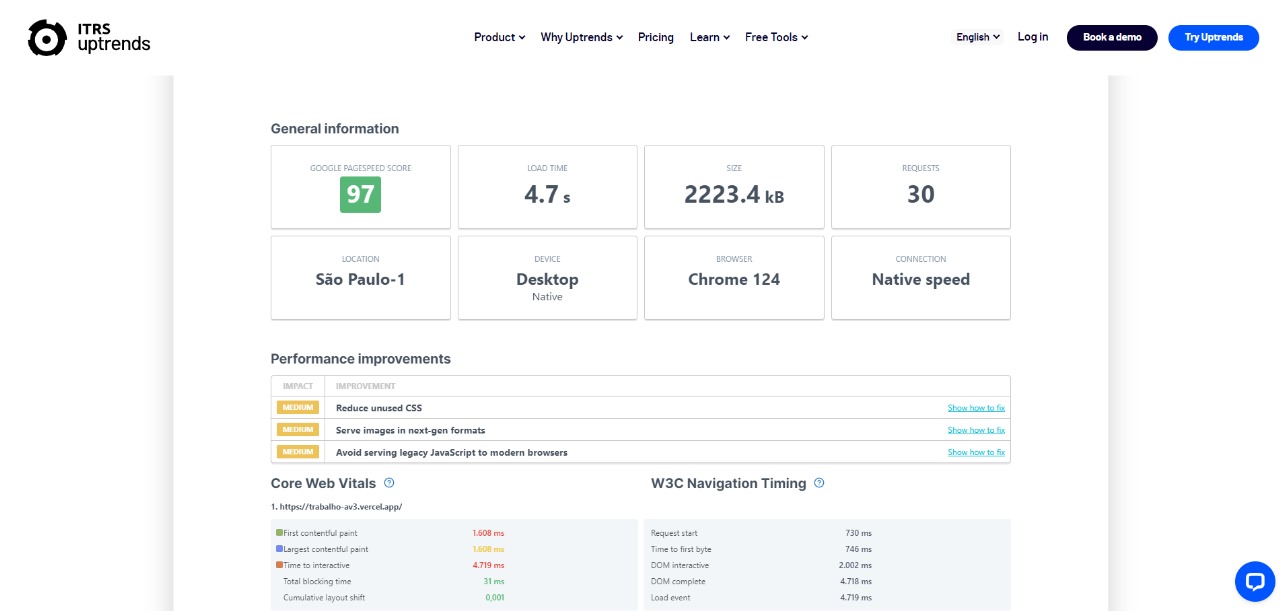 ITRS
uptrends
Product
Why Uptrends
Pricing
Learn
Free Tools
English
Log in
Book a demo
Try Uptrends
General information
GOOGLE PAGESPEED SCORE
97
LOAD TIME
4.7 s
SIZE
2223.4 kB
REQUESTS
30
LOCATION
São Paulo-1
DEVICE
Desktop
Native
BROWSER
Chrome 124
CONNECTION
Native speed
Performance improvements
IMPACT IMPROVEMENT
MEDIUM Reduce unused CSS Show how to fix
MEDIUM Serve images in next-gen formats Show how to fix
MEDIUM Avoid serving legacy JavaScript to modern browsers Show how to fix
Core Web Vitals ?
1. https://trabalho-av3.vercel.app/
First contentful paint 1.608 ms
Largest contentful paint 1.608 ms
Time to interactive 4.719 ms
Total blocking time 31 ms
Cumulative layout shift 0,001
W3C Navigation Timing ?
Request start 730 ms
Time to first byte 746 ms
DOM interactive 2.002 ms
DOM complete 4.718 ms
Load event 4.719 ms